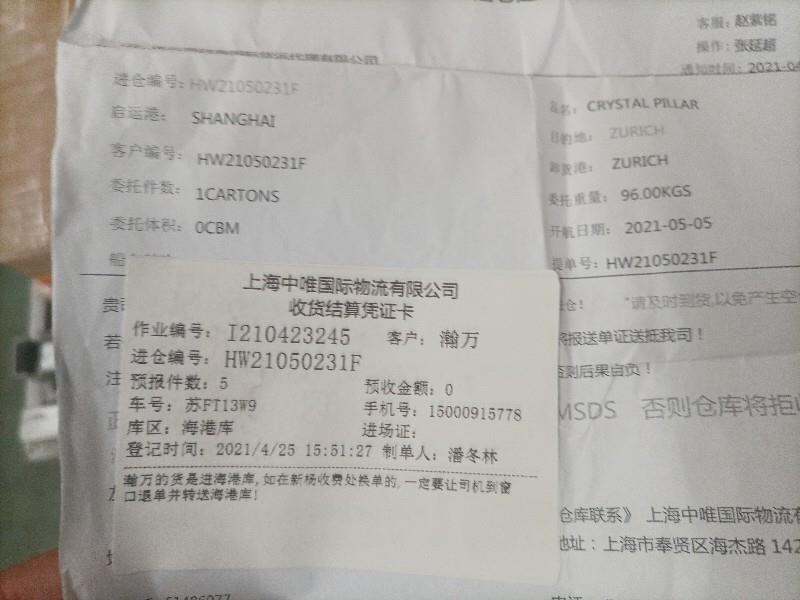 客服：赵紫铭
操作：张延超
通知时间：2021-04
进仓编号：HW21050231F
启运港：SHANGHAI
船名：CRYSTAL PILLAR
目的地：ZURICH
客户编号：HW21050231F
卸货港：ZURICH
委托件数：1CARTONS
委托重量：96.00KGS
委托体积：0CBM
开航日期：2021-05-05
提单号：HW21050231F
上海中唯国际物流有限公司
收货结算凭证卡
作业编号：I210423245 客户：瀚万
进仓编号：HW21050231F
预报件数：5 预收金额：0
车号：苏FT13W9 手机号：15000915778
库区：海港库 进场证：
登记时间：2021/4/25 15:51:27 制单人：潘冬林
瀚万的货是进海港库,如在新杨收费处换单的,一定要让司机到窗
口退单并转送海港库!
"请及时到货,以免产生空
将报送单证送抵我司！
否则后果自负！
MSDS 否则仓库将拒收
仓库联系》上海中唯国际物流有
地址：上海市奉贤区海杰路 142